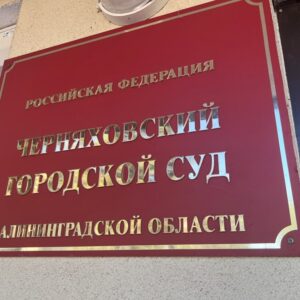 РОССИЙСКАЯ ФЕДЕРАЦИЯ
ЧЕРНЯХОВСКИЙ
ГОРОДСКОЙ СУД
АЛИНИНГРАДСКОЙ ОБЛАСТИ